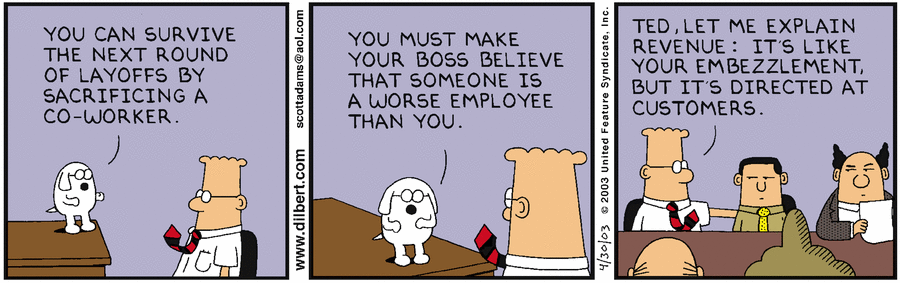 YOU CAN SURVIVE
THE NEXT ROUND
OF LAYOFFS BY
SACRIFICING A
CO-WORKER.
www.dilbert.com scottadams@aol.com
YOU MUST MAKE
YOUR BOSS BELIEVE
THAT SOMEONE IS
A WORSE EMPLOYEE
THAN YOU.
4/30/03 © 2003 United Feature Syndicate, Inc.
TED, LET ME EXPLAIN
REVENUE: IT'S LIKE
YOUR EMBEZZLEMENT,
BUT IT'S DIRECTED AT
CUSTOMERS.